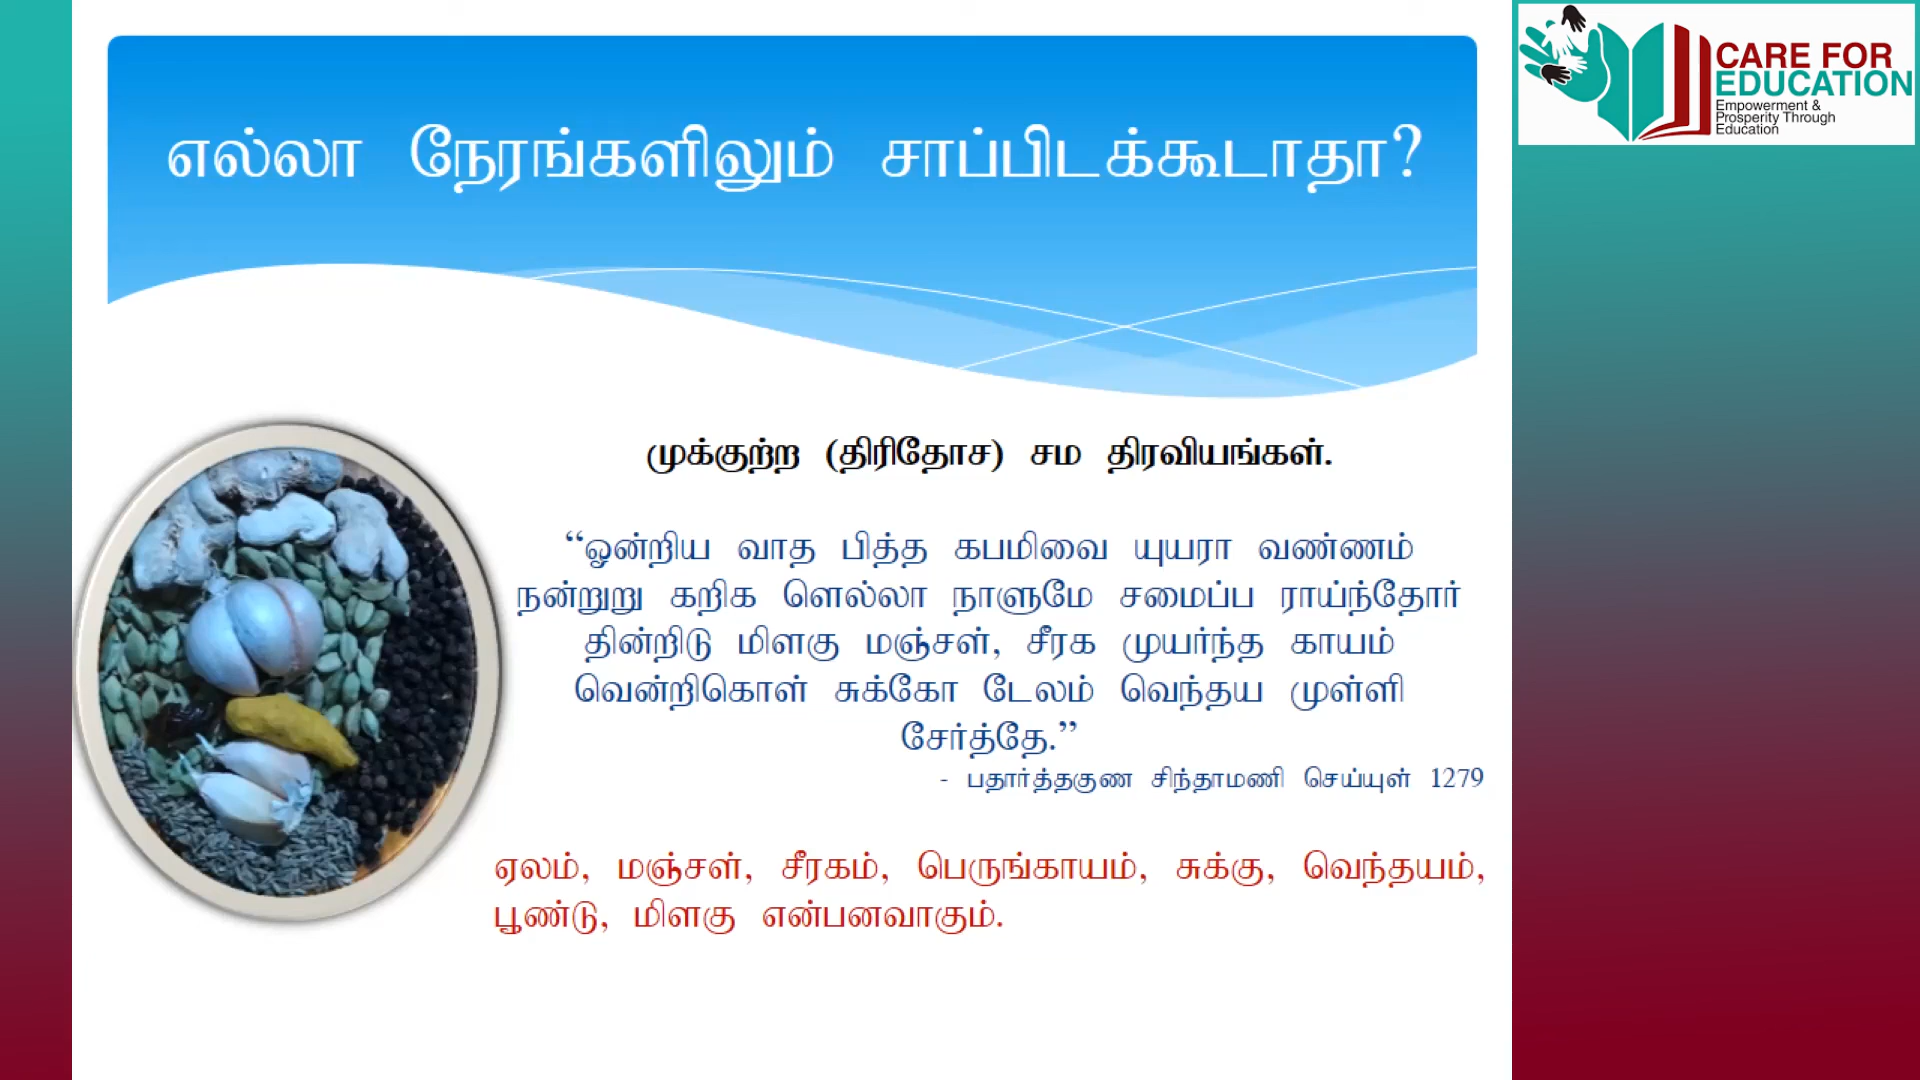 எல்லா நேரங்களிலும் சாப்பிடக்கூடாதா?
CARE FOR
EDUCATION
Empowerment &
Prosperity Through
Education
முக்குற்ற (திரிதோச) சம திரவியங்கள்.
“ஓன்றிய வாத பித்த கபமிவை யுயரா வண்ணம்
நன்றுறு கறிக ளெல்லா நாளுமே சமைப்ப ராய்ந்தோர்
தின்றிடு மிளகு மஞ்சள், சீரக முயர்ந்த காயம்
வென்றிகொள் சுக்கோ டேலம் வெந்தய முள்ளி
சேர்த்தே.”
- பதார்த்தகுண சிந்தாமணி செய்யுள் 1279
ஏலம், மஞ்சள், சீரகம், பெருங்காயம், சுக்கு, வெந்தயம்,
பூண்டு, மிளகு என்பனவாகும்.